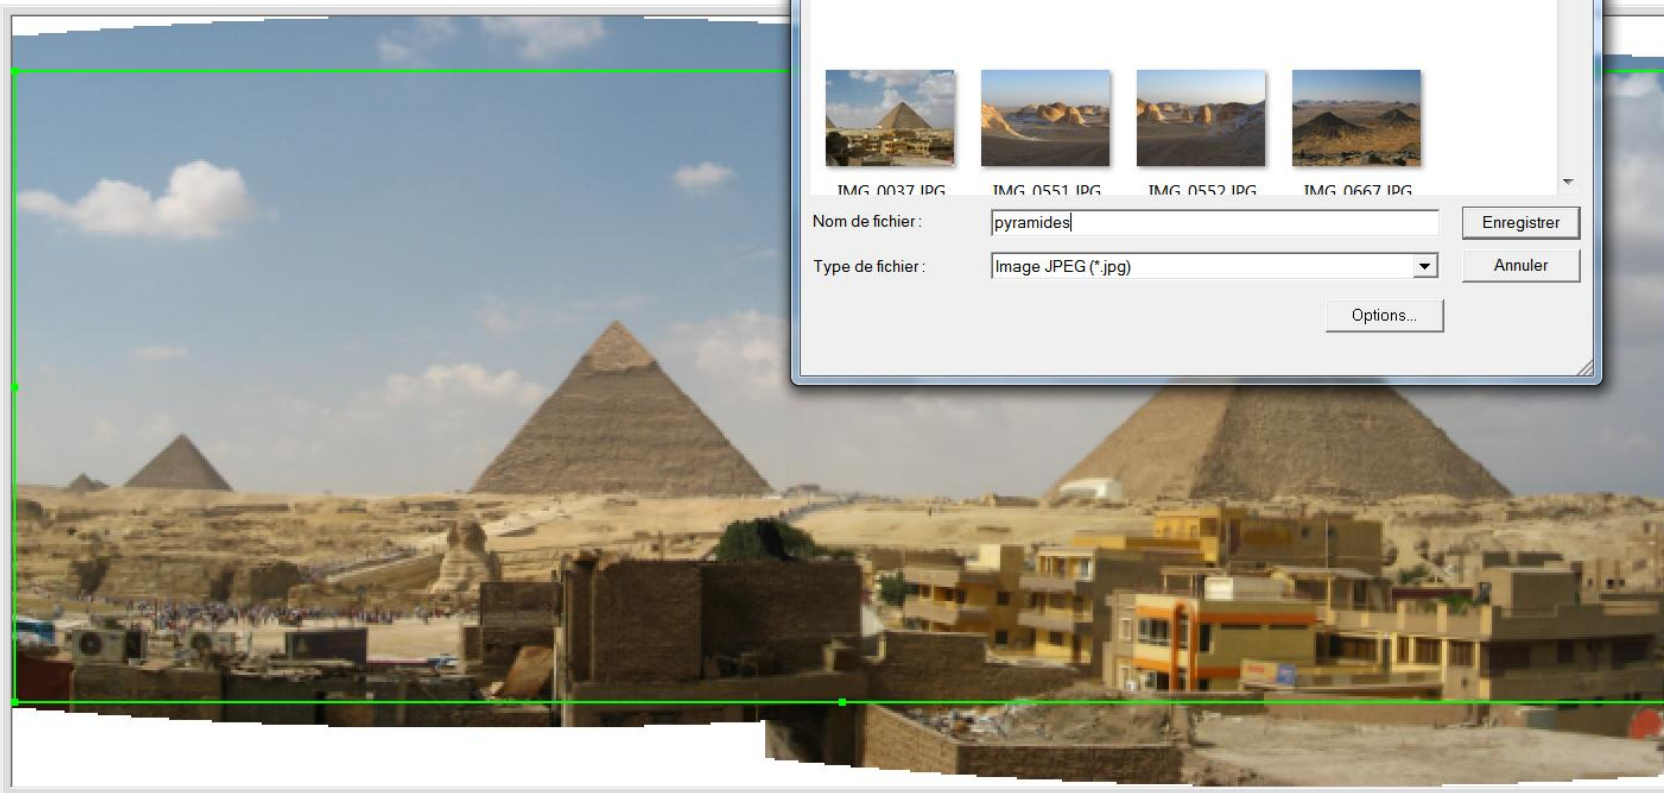 IMG_0037.JPG IMG_0551.JPG IMG_0552.JPG IMG_0667.JPG
Nom de fichier : pyramides Enregistrer
Type de fichier : Image JPEG (*.jpg) Annuler
Options...